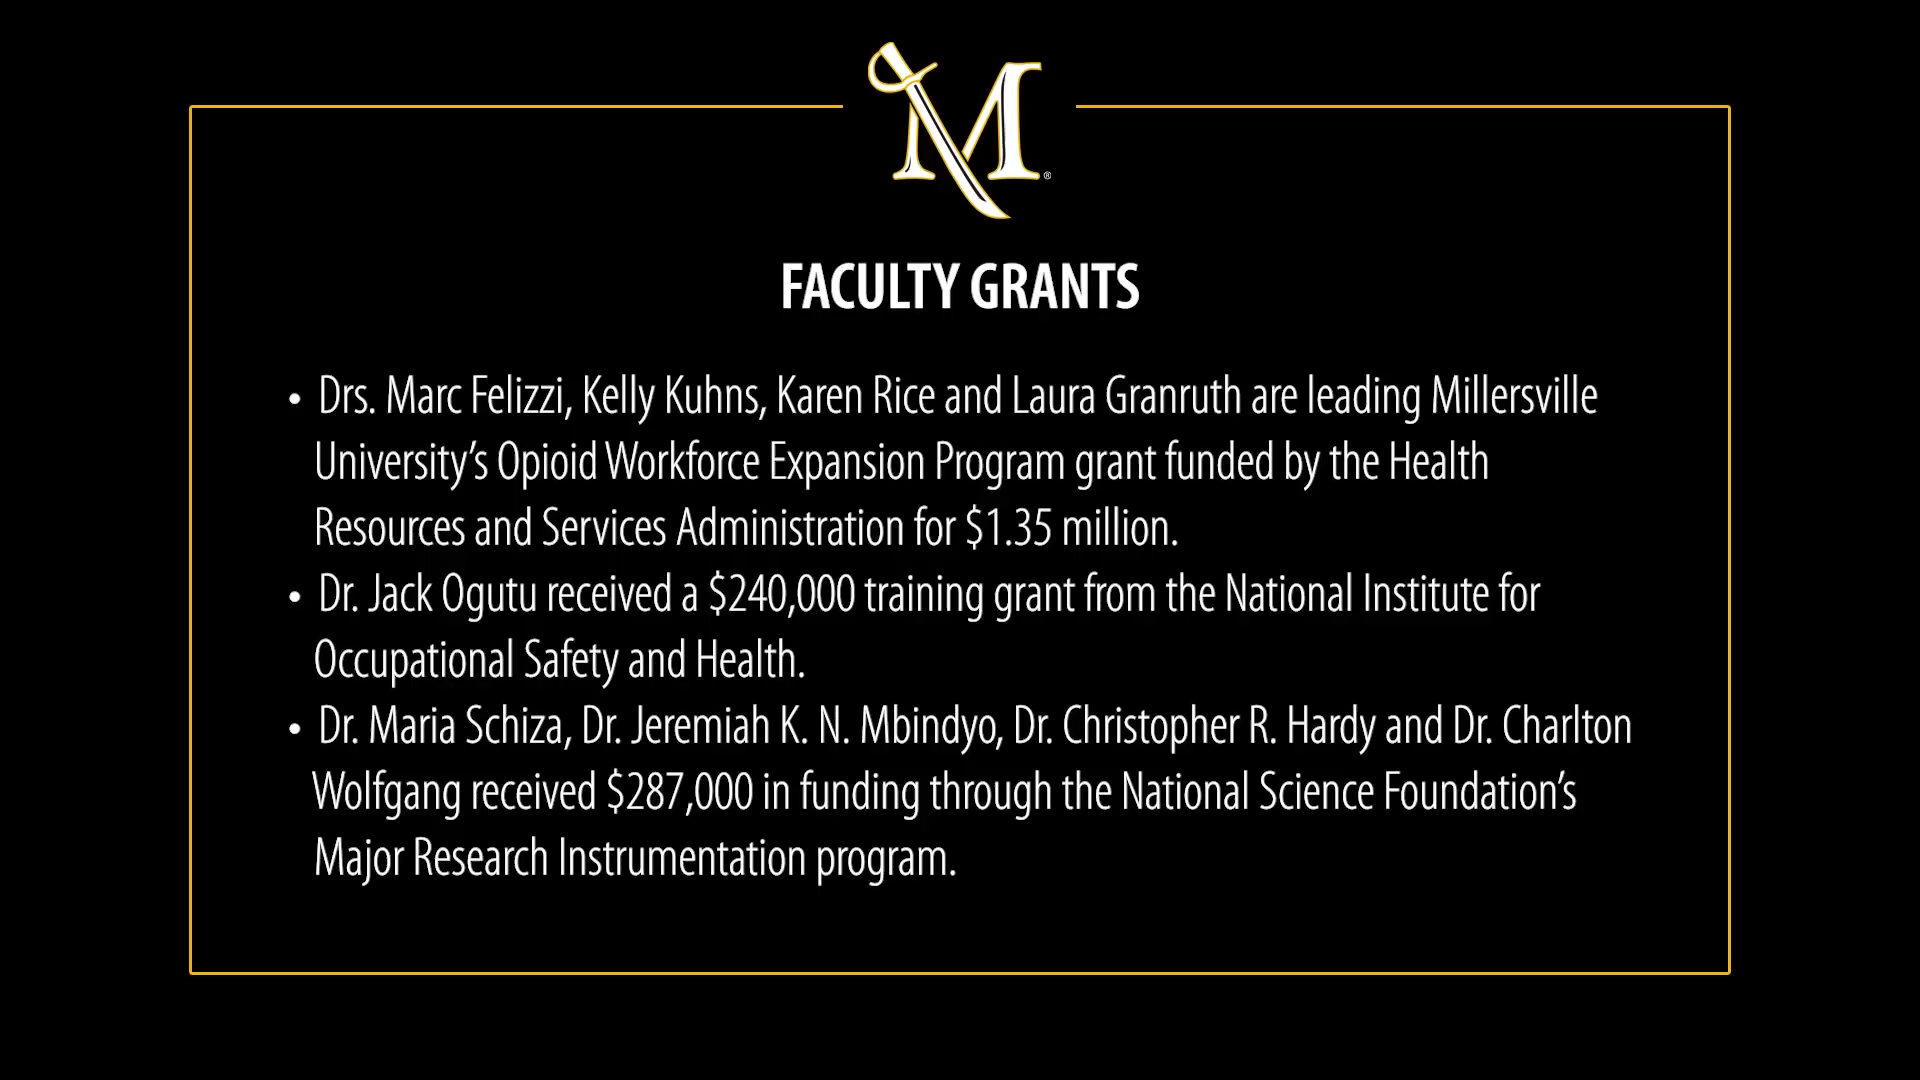 M®
FACULTY GRANTS
• Drs. Marc Felizzi, Kelly Kuhns, Karen Rice and Laura Granruth are leading Millersville
University’s Opioid Workforce Expansion Program grant funded by the Health
Resources and Services Administration for $1.35 million.
• Dr. Jack Ogutu received a $240,000 training grant from the National Institute for
Occupational Safety and Health.
• Dr. Maria Schiza, Dr. Jeremiah K. N. Mbindyo, Dr. Christopher R. Hardy and Dr. Charlton
Wolfgang received $287,000 in funding through the National Science Foundation’s
Major Research Instrumentation program.